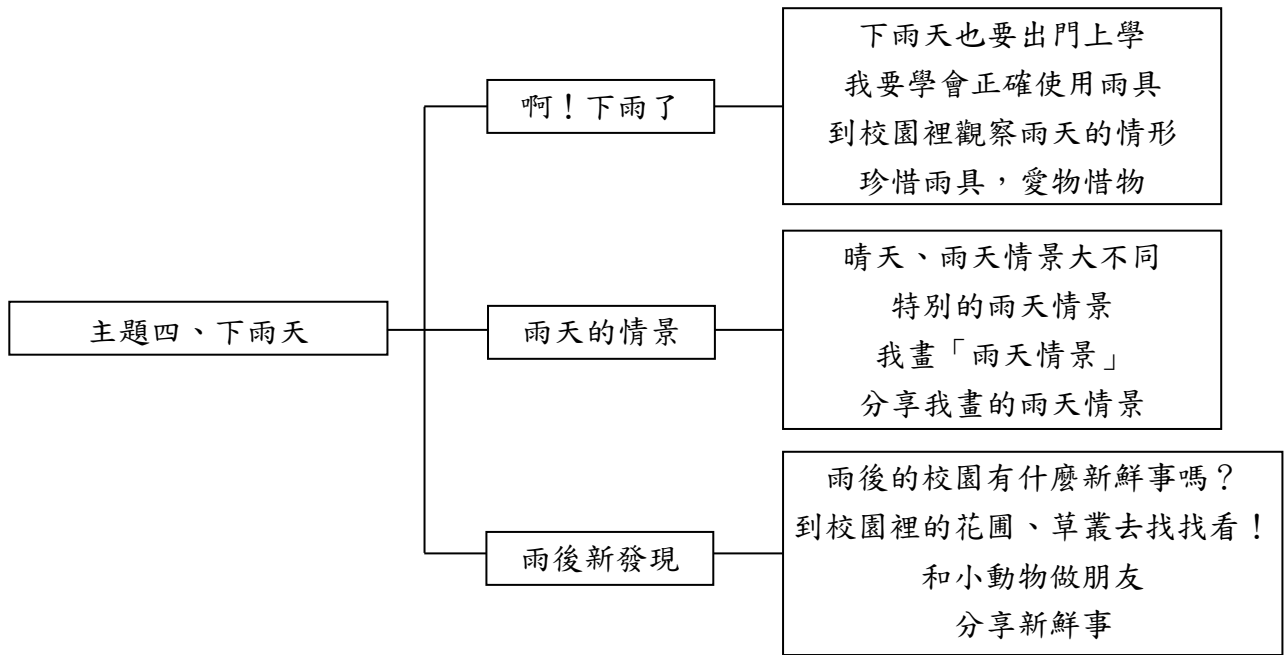 主題四、下雨天
啊！下雨了
下雨天也要出門上學
我要學會正確使用雨具
到校園裡觀察雨天的情形
珍惜雨具，愛物惜物
雨天的情景
晴天、雨天情景大不同
特別的雨天情景
我畫「雨天情景」
分享我畫的雨天情景
雨後新發現
雨後的校園有什麼新鮮事嗎？
到校園裡的花圃、草叢去找找看！
和小動物做朋友
分享新鮮事